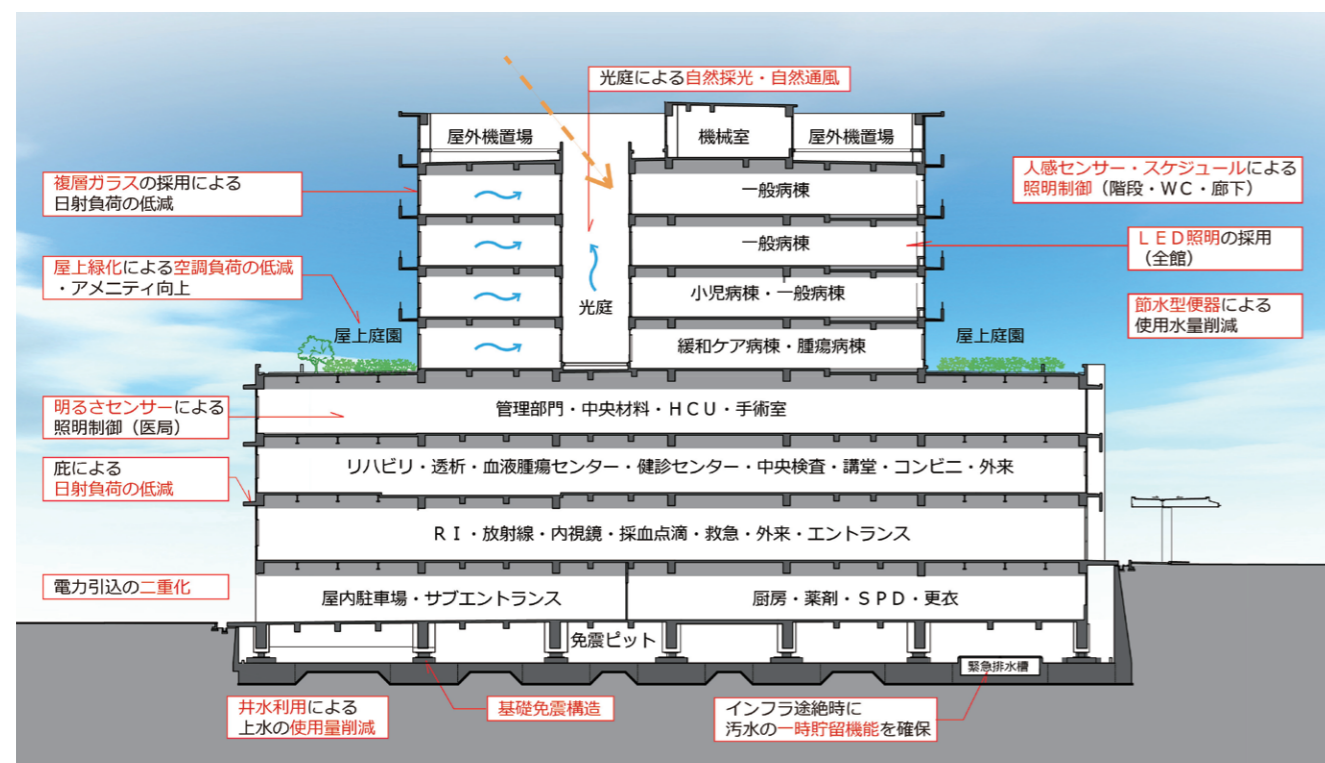 光庭による自然採光・自然通風
屋外機置場
機械室
屋外機置場
複層ガラスの採用による
日射負荷の低減
一般病棟
人感センサー・スケジュールによる
照明制御（階段・ＷＣ・廊下）
一般病棟
ＬＥＤ照明の採用
（全館）
屋上緑化による空調負荷の低減
・アメニティ向上
光庭
小児病棟・一般病棟
節水型便器による
使用水量削減
屋上庭園
緩和ケア病棟・腫瘍病棟
屋上庭園
明るさセンサーによる
照明制御（医局）
管理部門・中央材料・ＨＣＵ・手術室
庇による
日射負荷の低減
リハビリ・透析・血液腫瘍センター・健診センター・中央検査・講堂・コンビニ・外来
ＲＩ・放射線・内視鏡・採血点滴・救急・外来・エントランス
電力引込の二重化
屋内駐車場・サブエントランス
厨房・薬剤・ＳＰＤ・更衣
免震ピット
緊急排水槽
井水利用による
上水の使用量削減
基礎免震構造
インフラ途絶時に
汚水の一時貯留機能を確保